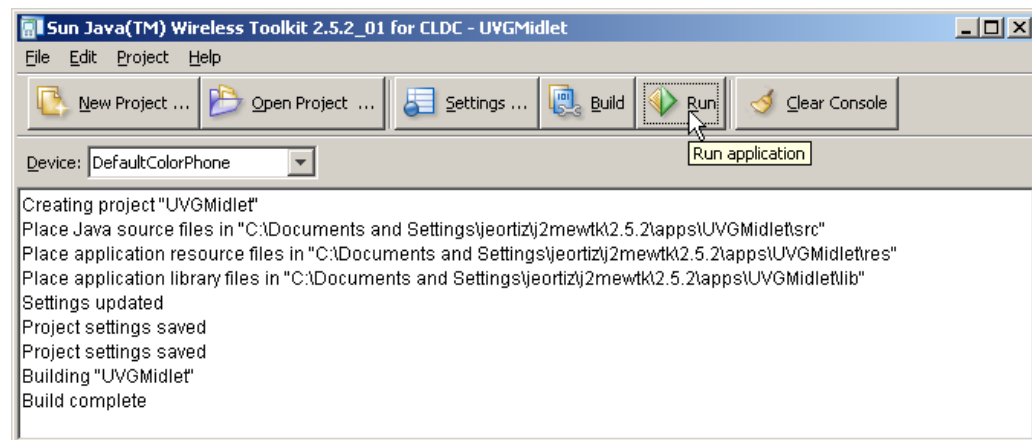 Sun Java(TM) Wireless Toolkit 2.5.2_01 for CLDC - UVGMidlet
File Edit Project Help
New Project ... Open Project ... Settings ... Build Run Clear Console
Run application
Device: DefaultColorPhone
Creating project "UVGMidlet"
Place Java source files in "C:\Documents and Settings\jeortiz\j2mewtk\2.5.2\apps\UVGMidlet\src"
Place application resource files in "C:\Documents and Settings\jeortiz\j2mewtk\2.5.2\apps\UVGMidlet\res"
Place application library files in "C:\Documents and Settings\jeortiz\j2mewtk\2.5.2\apps\UVGMidlet\lib"
Settings updated
Project settings saved
Project settings saved
Building "UVGMidlet"
Build complete